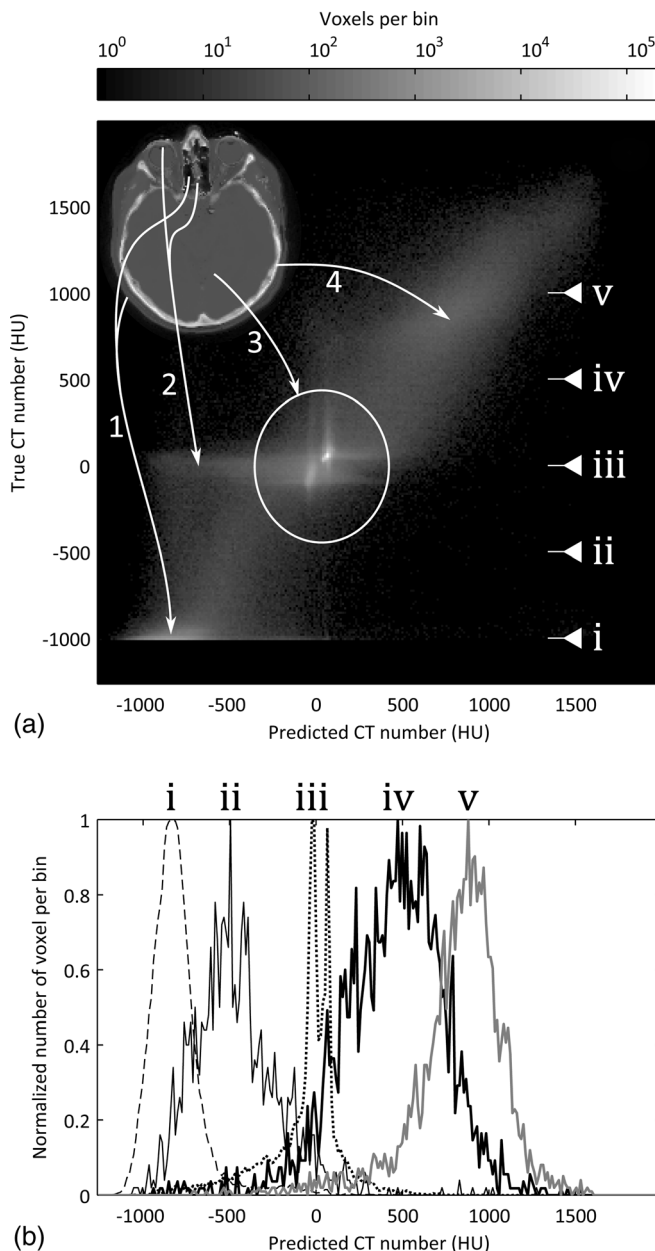 Voxels per bin
10^0 10^1 10^2 10^3 10^4 10^5
True CT number (HU)
1500
1000
500
0
-500
-1000
1
2
3
4
v
iv
iii
ii
i
-1000 -500 0 500 1000 1500
Predicted CT number (HU)
(a)
i ii iii iv v
Normalized number of voxel per bin
1
0.8
0.6
0.4
0.2
0
-1000 -500 0 500 1000 1500
Predicted CT number (HU)
(b)